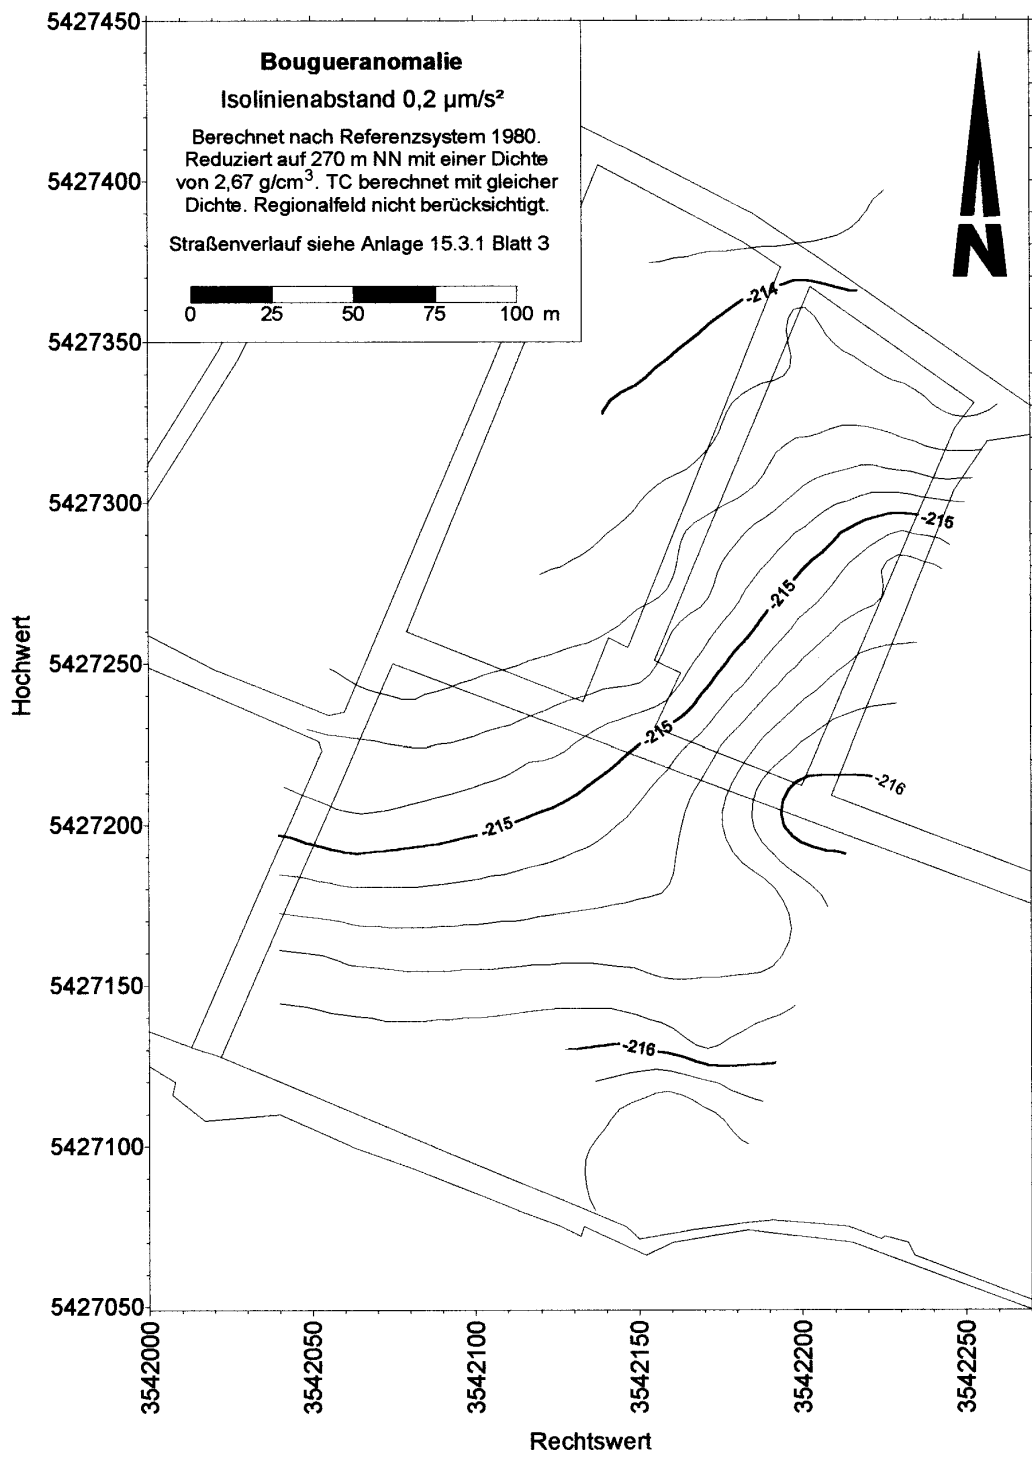 Bougueranomalie
Isolinienabstand 0,2 µm/s²
Berechnet nach Referenzsystem 1980.
Reduziert auf 270 m NN mit einer Dichte
von 2,67 g/cm³. TC berechnet mit gleicher
Dichte. Regionalfeld nicht berücksichtigt.
Straßenverlauf siehe Anlage 15.3.1 Blatt 3
0 25 50 75 100 m
N
5427450
5427400
5427350
5427300
5427250
5427200
5427150
5427100
5427050
Hochwert
-214
-215
-215
-215
-215
-216
-216
3542000
3542050
3542100
3542150
3542200
3542250
Rechtswert